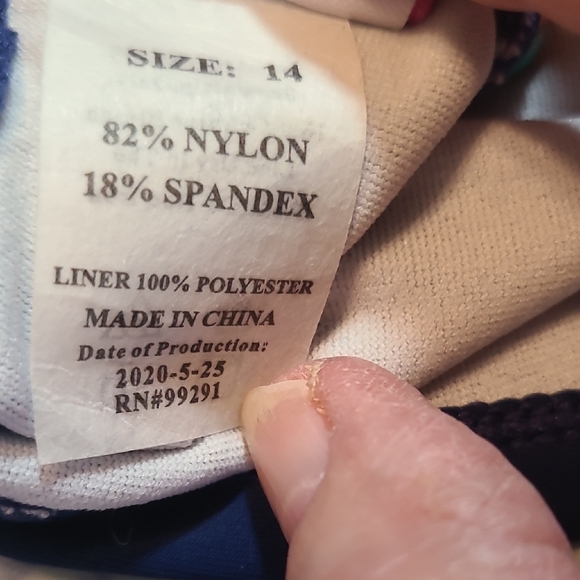 SIZE: 14
82% NYLON
18% SPANDEX
LINER 100% POLYESTER
MADE IN CHINA
Date of Production:
2020-5-25
RN#99291